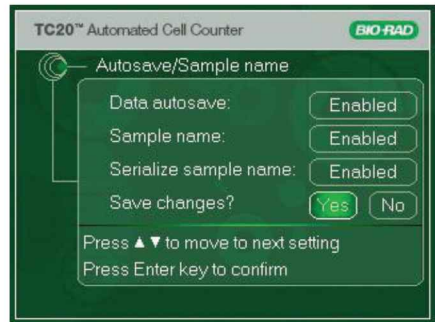 TC20™ Automated Cell Counter BIO-RAD
Autosave/Sample name
Data autosave: Enabled
Sample name: Enabled
Serialize sample name: Enabled
Save changes? Yes No
Press ▲ ▼ to move to next setting
Press Enter key to confirm